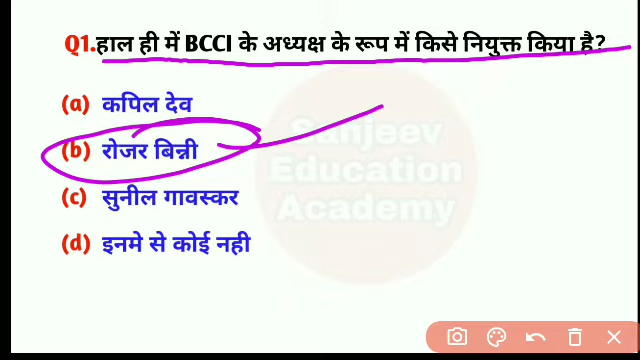 Q1.हाल ही में BCCI के अध्यक्ष के रूप में किसे नियुक्त किया है?
(a) कपिल देव
(b) रोजर बिन्नी
(c) सुनील गावस्कर
(d) इनमे से कोई नही
Sanjeev
Education
Academy